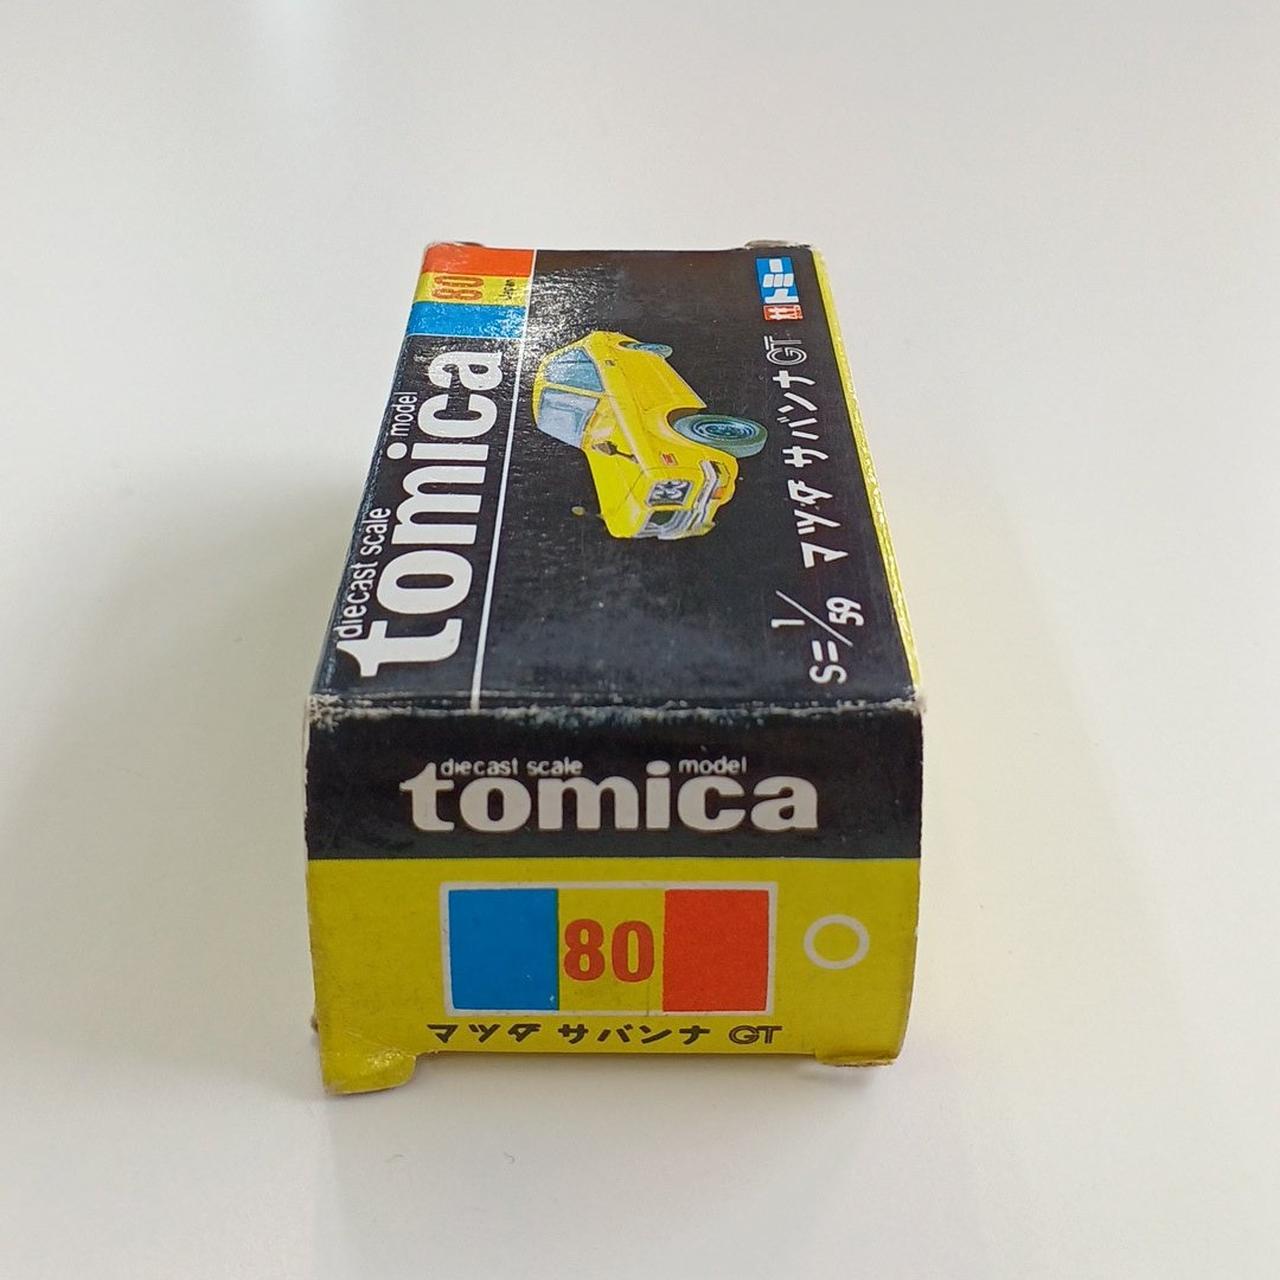 80
Japan
diecast scale model
tomica
トミー
マツダ サバンナ GT
S=1/59
diecast scale model
tomica
80
マツダ サバンナ GT